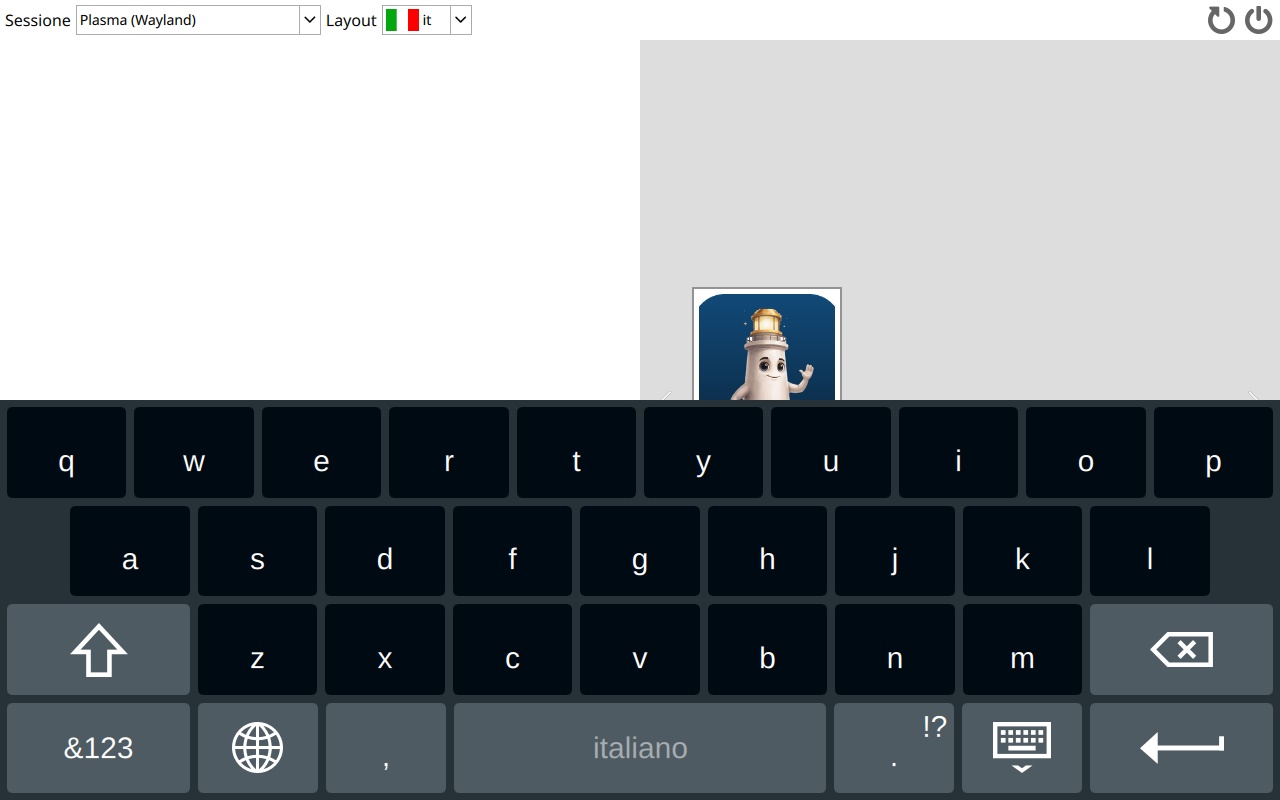 Sessione Plasma (Wayland) Layout it
q w e r t y u i o p
a s d f g h j k l
z x c v b n m
&123 , italiano . !?